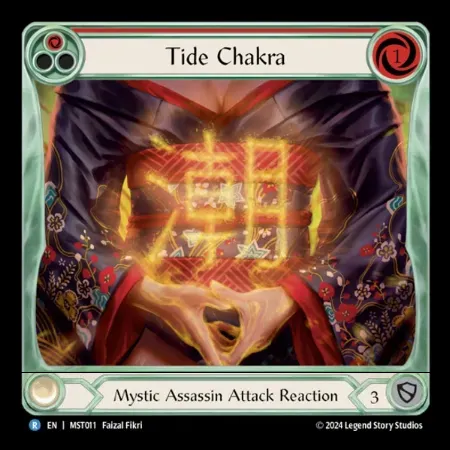 Tide Chakra
1
潮
Mystic Assassin Attack Reaction
3
R EN | MST011 Faizal Fikri © 2024 Legend Story Studios